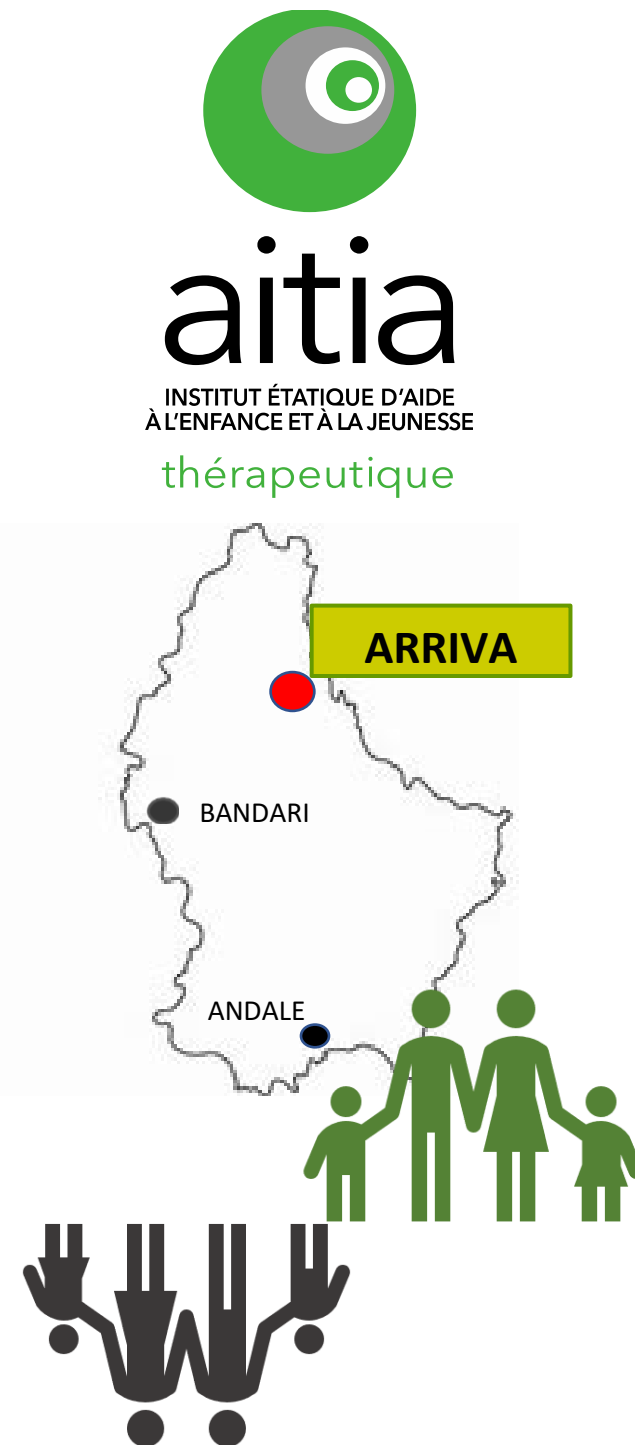 aitia
INSTITUT ÉTATIQUE D'AIDE
À L'ENFANCE ET À LA JEUNESSE
thérapeutique
ARRIVA
BANDARI
ANDALE